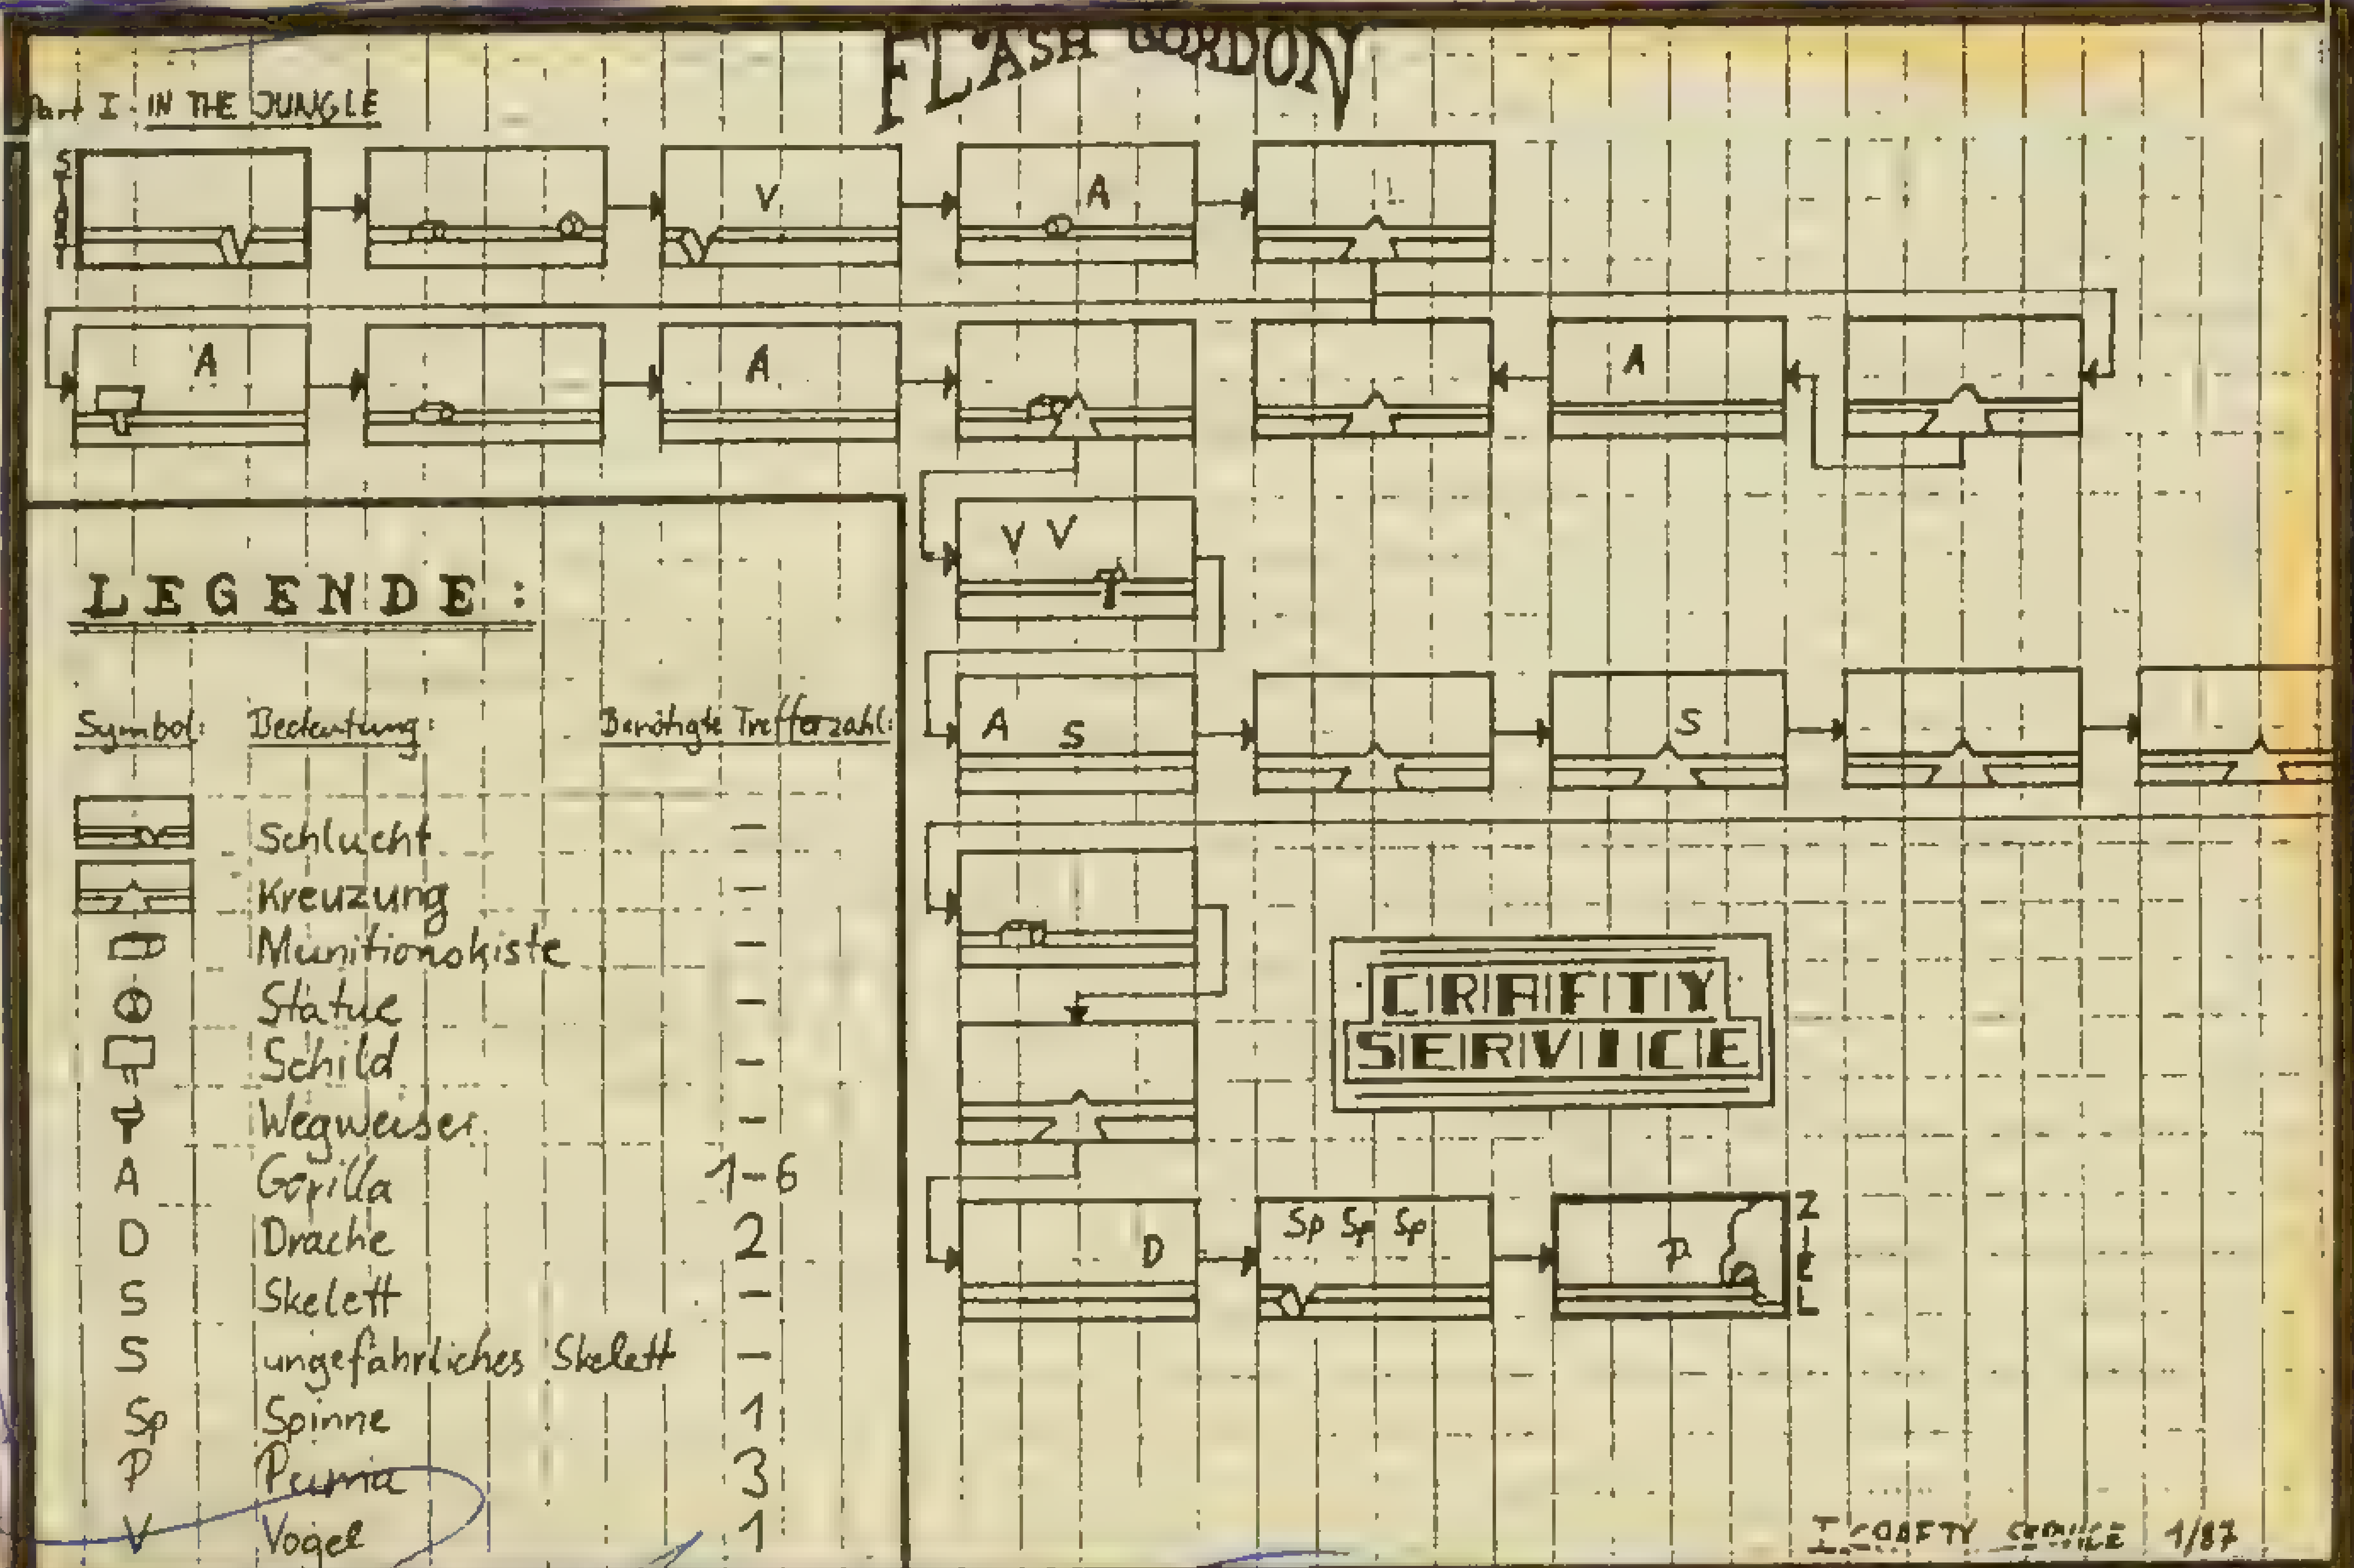 FLASH GORDON
Part I IN THE JUNGLE
START
V
A
A
A
A
V V
A S
S
LEGENDE:
Symbol: Bedeutung: Benötigte Trefferzahl:
Schlucht -
Kreuzung -
Munitionskiste -
Statue -
Schild -
Wegweiser -
A Gorilla 1-6
D Drache 2
S Skelett -
S ungefährliches Skelett -
Sp Spinne 1
P Puma 3
V Vogel 1
CRAFTY
SERVICE
D
Sp Sp Sp
P
ZIEL
CRAFTY SERVICE 1/87